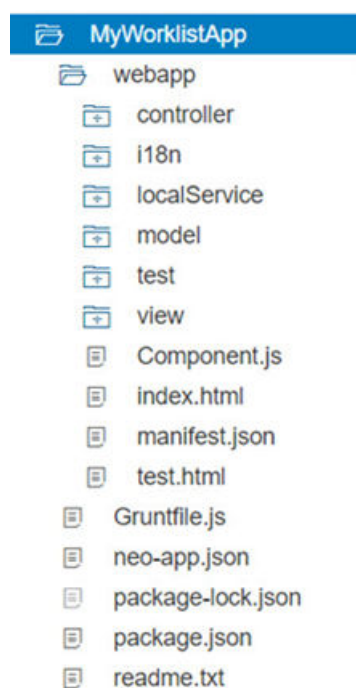 MyWorklistApp
webapp
controller
i18n
localService
model
test
view
Component.js
index.html
manifest.json
test.html
Gruntfile.js
neo-app.json
package-lock.json
package.json
readme.txt